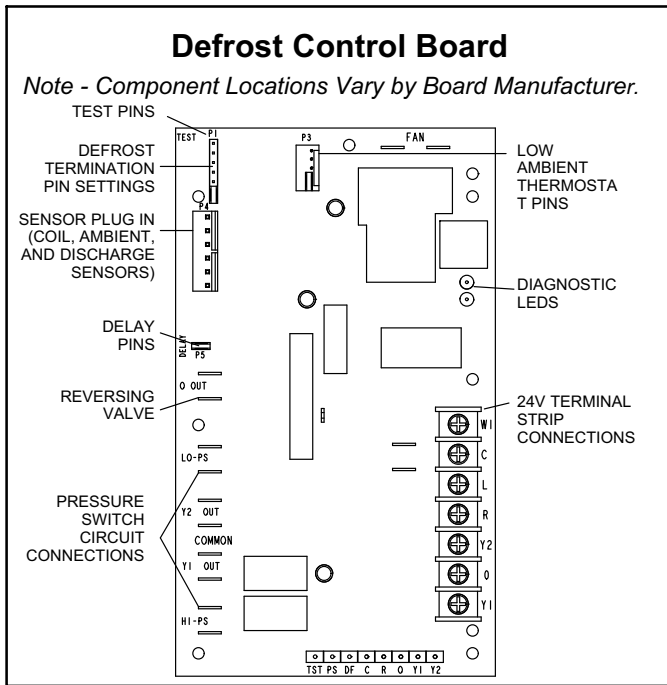 Defrost Control Board
Note - Component Locations Vary by Board Manufacturer.
TEST PINS
TEST
P1
P3
FAN
DEFROST
TERMINATION
PIN SETTINGS
LOW
AMBIENT
THERMOSTA
T PINS
P4
SENSOR PLUG IN
(COIL, AMBIENT,
AND DISCHARGE
SENSORS)
DIAGNOSTIC
LEDS
DELAY
PINS
DELAY
P5
O OUT
REVERSING
VALVE
24V TERMINAL
STRIP
CONNECTIONS
W1
C
L
R
Y2
O
Y1
LO-PS
PRESSURE
SWITCH
CIRCUIT
CONNECTIONS
Y2 OUT
COMMON
Y1 OUT
HI-PS
TST PS DF C R O Y1 Y2